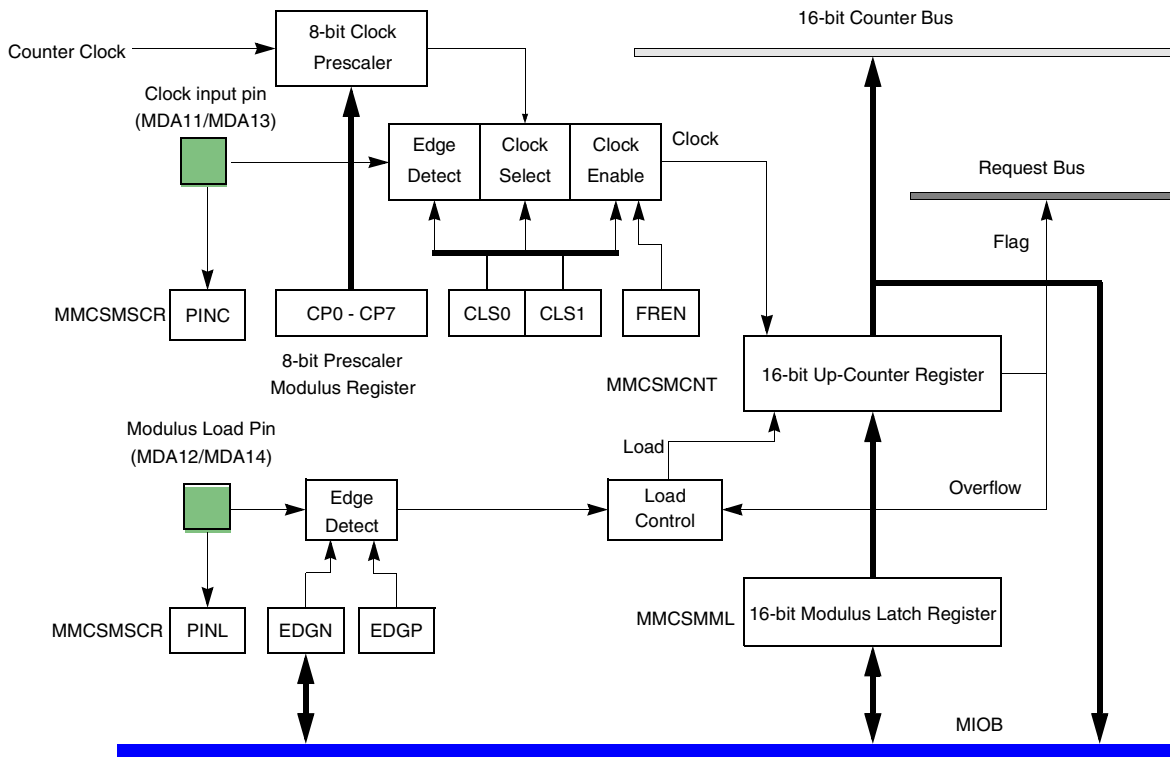 16-bit Counter Bus
8-bit Clock
Prescaler
Counter Clock
Clock input pin
(MDA11/MDA13)
Edge
Detect
Clock
Select
Clock
Enable
Clock
Request Bus
Flag
MMCSMSCR
PINC
CP0 - CP7
CLS0
CLS1
FREN
8-bit Prescaler
Modulus Register
MMCSMCNT
16-bit Up-Counter Register
Modulus Load Pin
(MDA12/MDA14)
Load
Edge
Detect
Load
Control
Overflow
MMCSMSCR
PINL
EDGN
EDGP
MMCSMML
16-bit Modulus Latch Register
MIOB